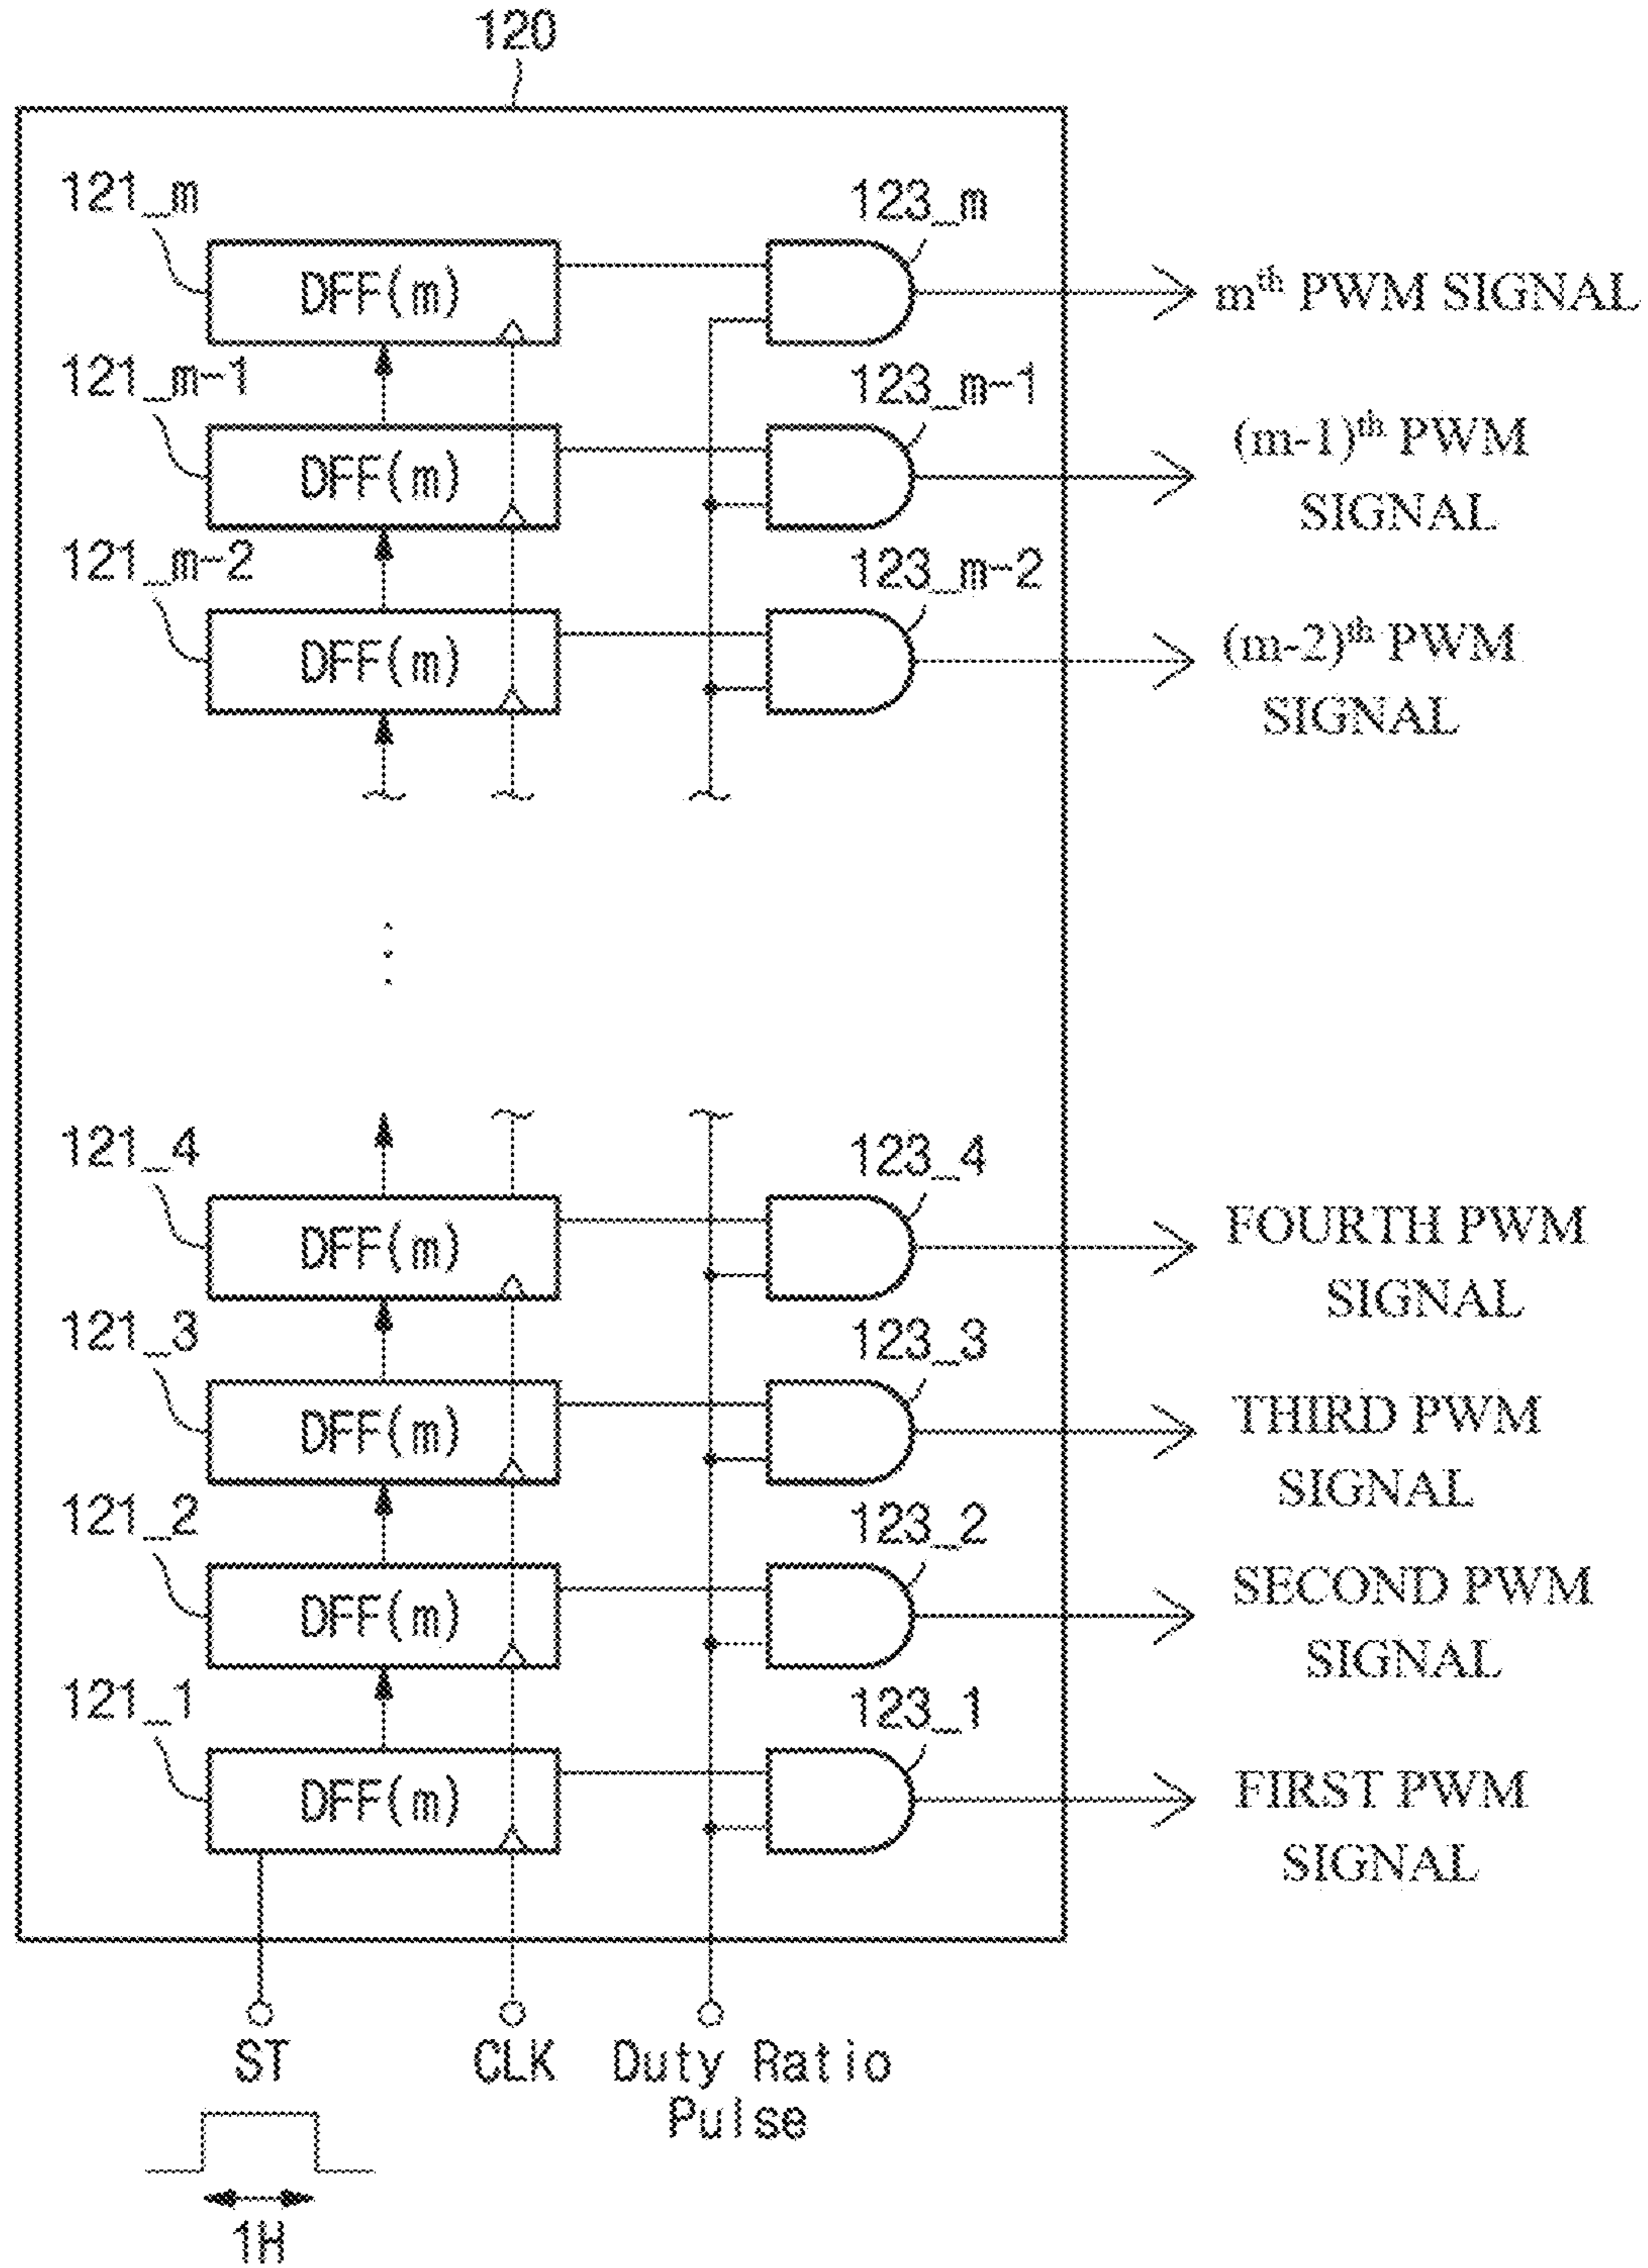 120
121_m
123_m
DFF(m)
mth PWM SIGNAL
121_m-1
123_m-1
DFF(m)
(m-1)th PWM
SIGNAL
121_m-2
123_m-2
DFF(m)
(m-2)th PWM
SIGNAL
121_4
123_4
DFF(m)
FOURTH PWM
SIGNAL
121_3
123_3
DFF(m)
THIRD PWM
SIGNAL
121_2
123_2
DFF(m)
SECOND PWM
SIGNAL
121_1
123_1
DFF(m)
FIRST PWM
SIGNAL
ST
CLK
Duty Ratio
Pulse
1H